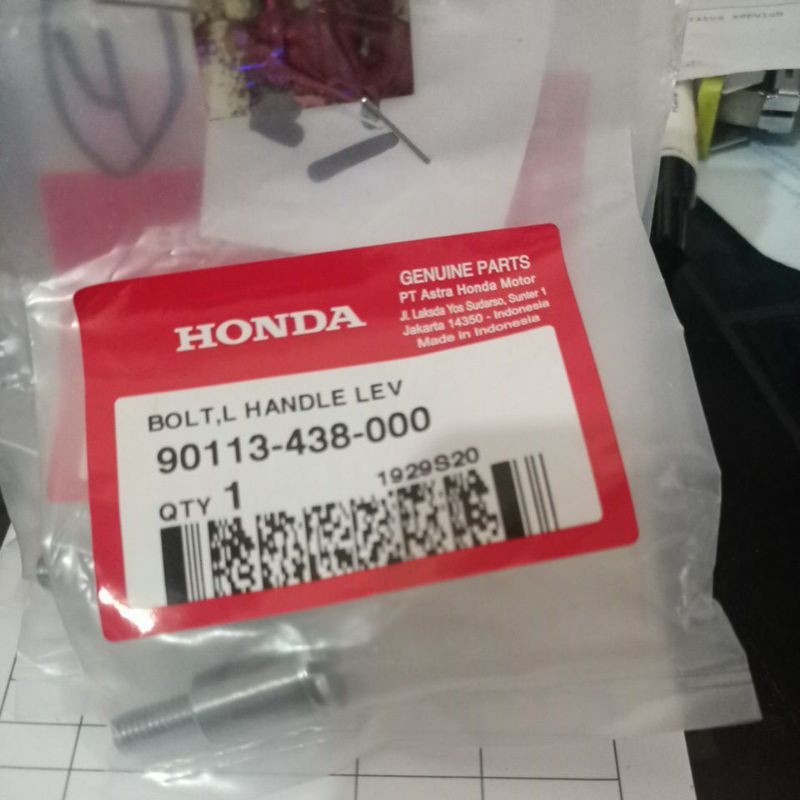 HONDA
GENUINE PARTS
PT Astra Honda Motor
Jl. Laksda Yos Sudarso, Sunter 1
Jakarta 14350 - Indonesia
Made in Indonesia
BOLT,L HANDLE LEV
90113-438-000
1929S20
QTY 1